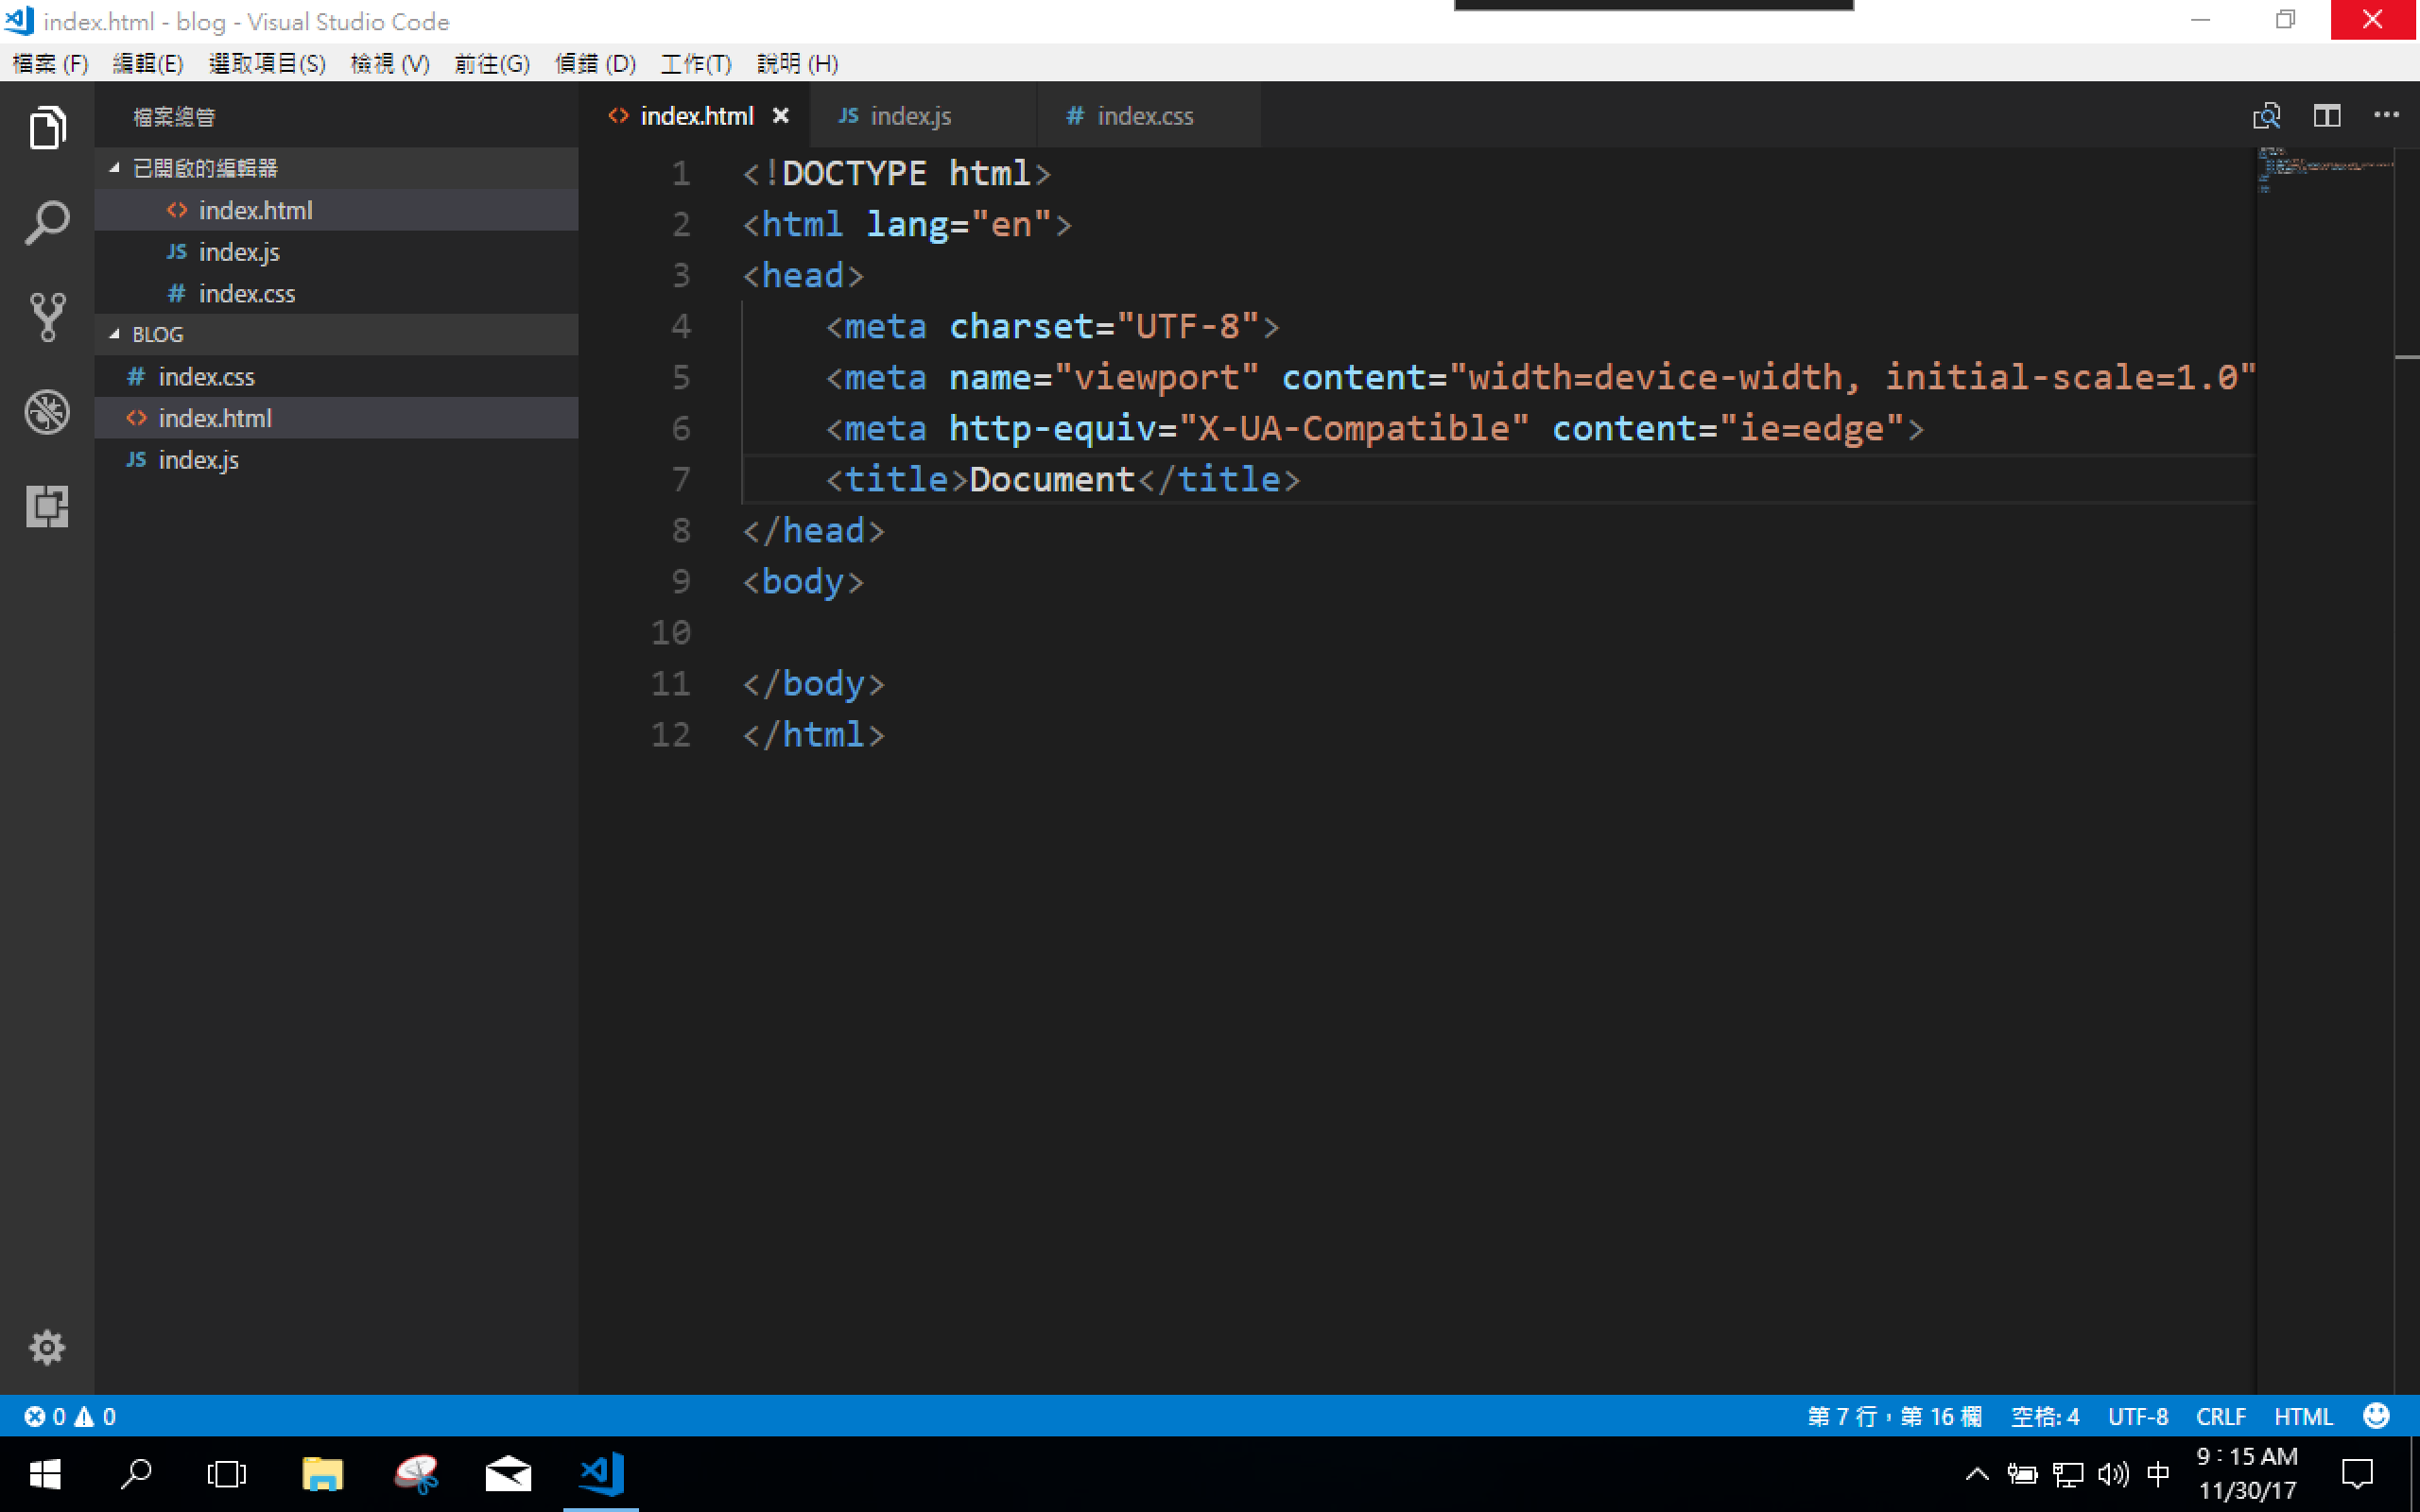 index.html - blog - Visual Studio Code
檔案 (F) 編輯(E) 選取項目(S) 檢視 (V) 前往(G) 偵錯 (D) 工作(T) 說明 (H)
檔案總管
已開啟的編輯器
<> index.html
JS index.js
# index.css
BLOG
# index.css
<> index.html
JS index.js
<> index.html × JS index.js # index.css
1 <!DOCTYPE html>
2 <html lang="en">
3 <head>
4 <meta charset="UTF-8">
5 <meta name="viewport" content="width=device-width, initial-scale=1.0"
6 <meta http-equiv="X-UA-Compatible" content="ie=edge">
7 <title>Document</title>
8 </head>
9 <body>
10
11 </body>
12 </html>
0 0 第 7 行，第 16 欄 空格: 4 UTF-8 CRLF HTML
中 9：15 AM
11/30/17